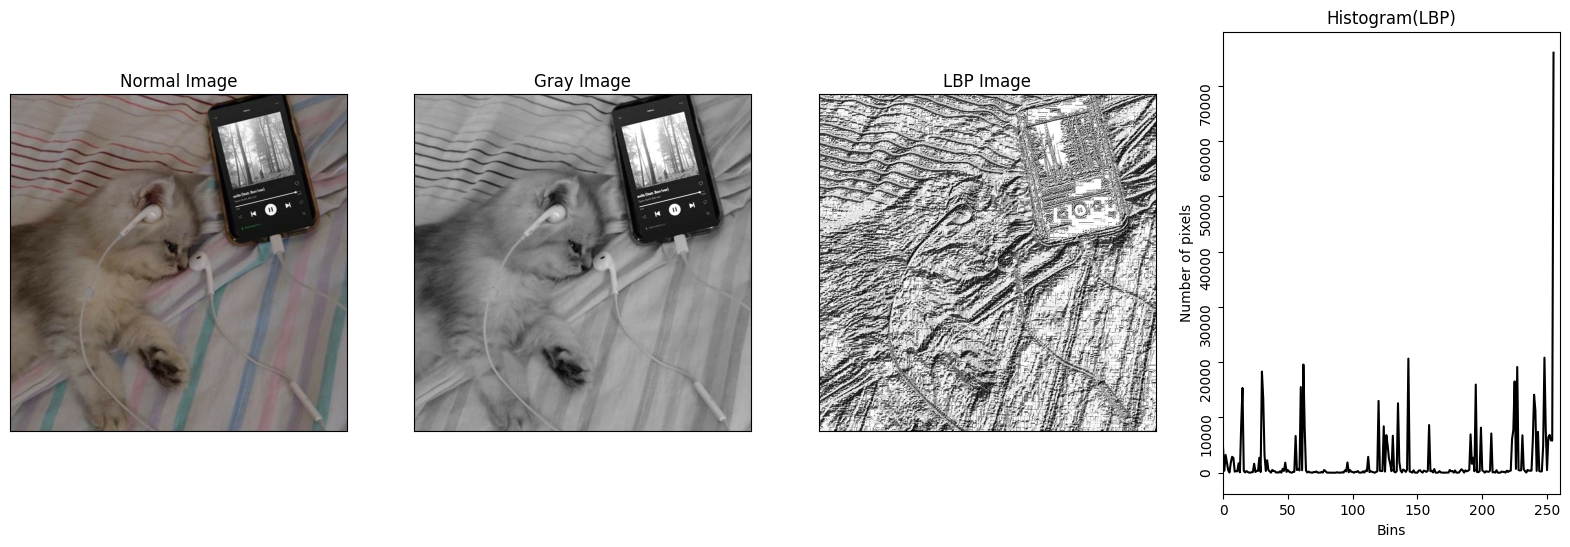 Normal Image
Gray Image
LBP Image
Histogram(LBP)
Number of pixels
0
10000
20000
30000
40000
50000
60000
70000
0
50
100
150
200
250
Bins